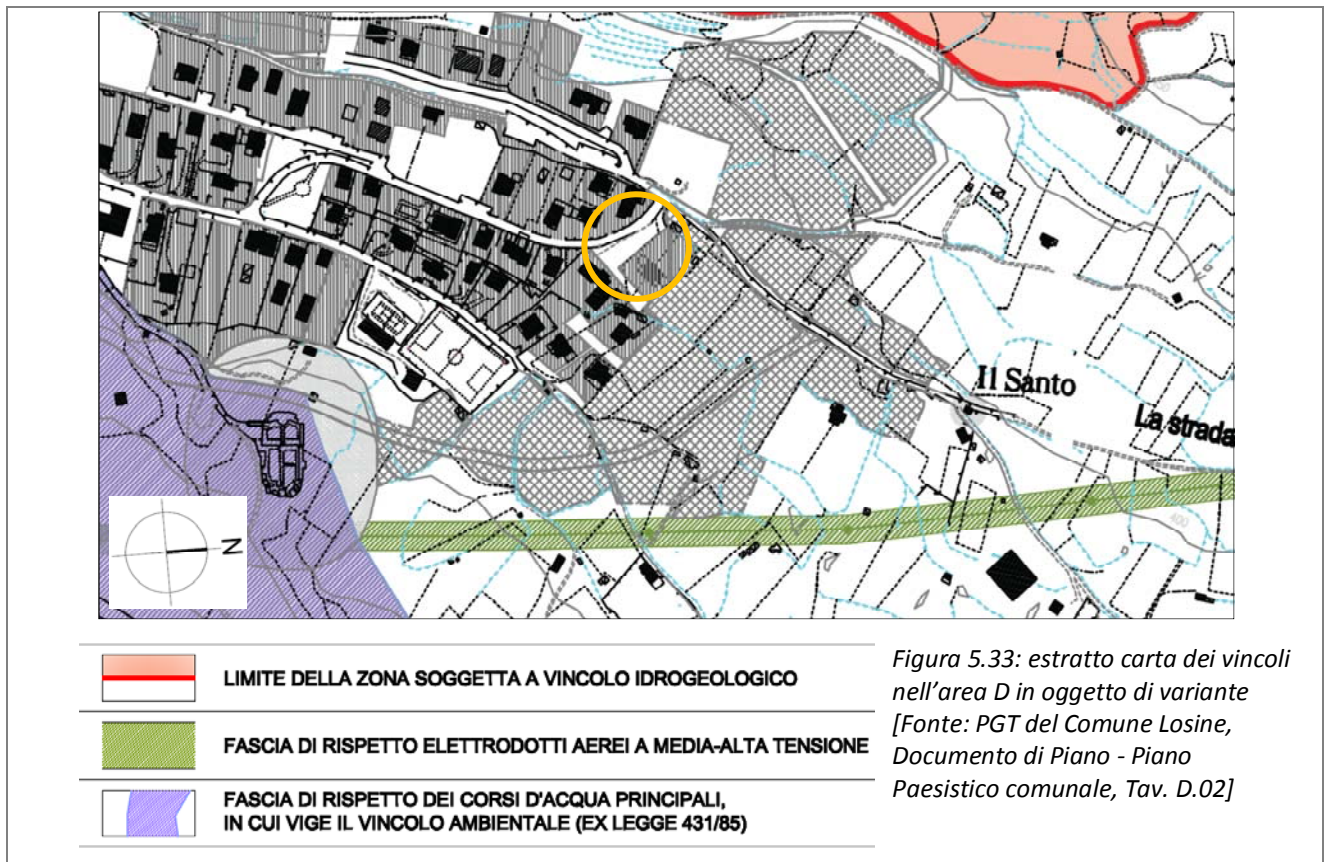 Il Santo
La strada
400
N
LIMITE DELLA ZONA SOGGETTA A VINCOLO IDROGEOLOGICO
FASCIA DI RISPETTO ELETTRODOTTI AEREI A MEDIA-ALTA TENSIONE
FASCIA DI RISPETTO DEI CORSI D'ACQUA PRINCIPALI,
IN CUI VIGE IL VINCOLO AMBIENTALE (EX LEGGE 431/85)
Figura 5.33: estratto carta dei vincoli
nell'area D in oggetto di variante
[Fonte: PGT del Comune Losine,
Documento di Piano - Piano
Paesistico comunale, Tav. D.02]